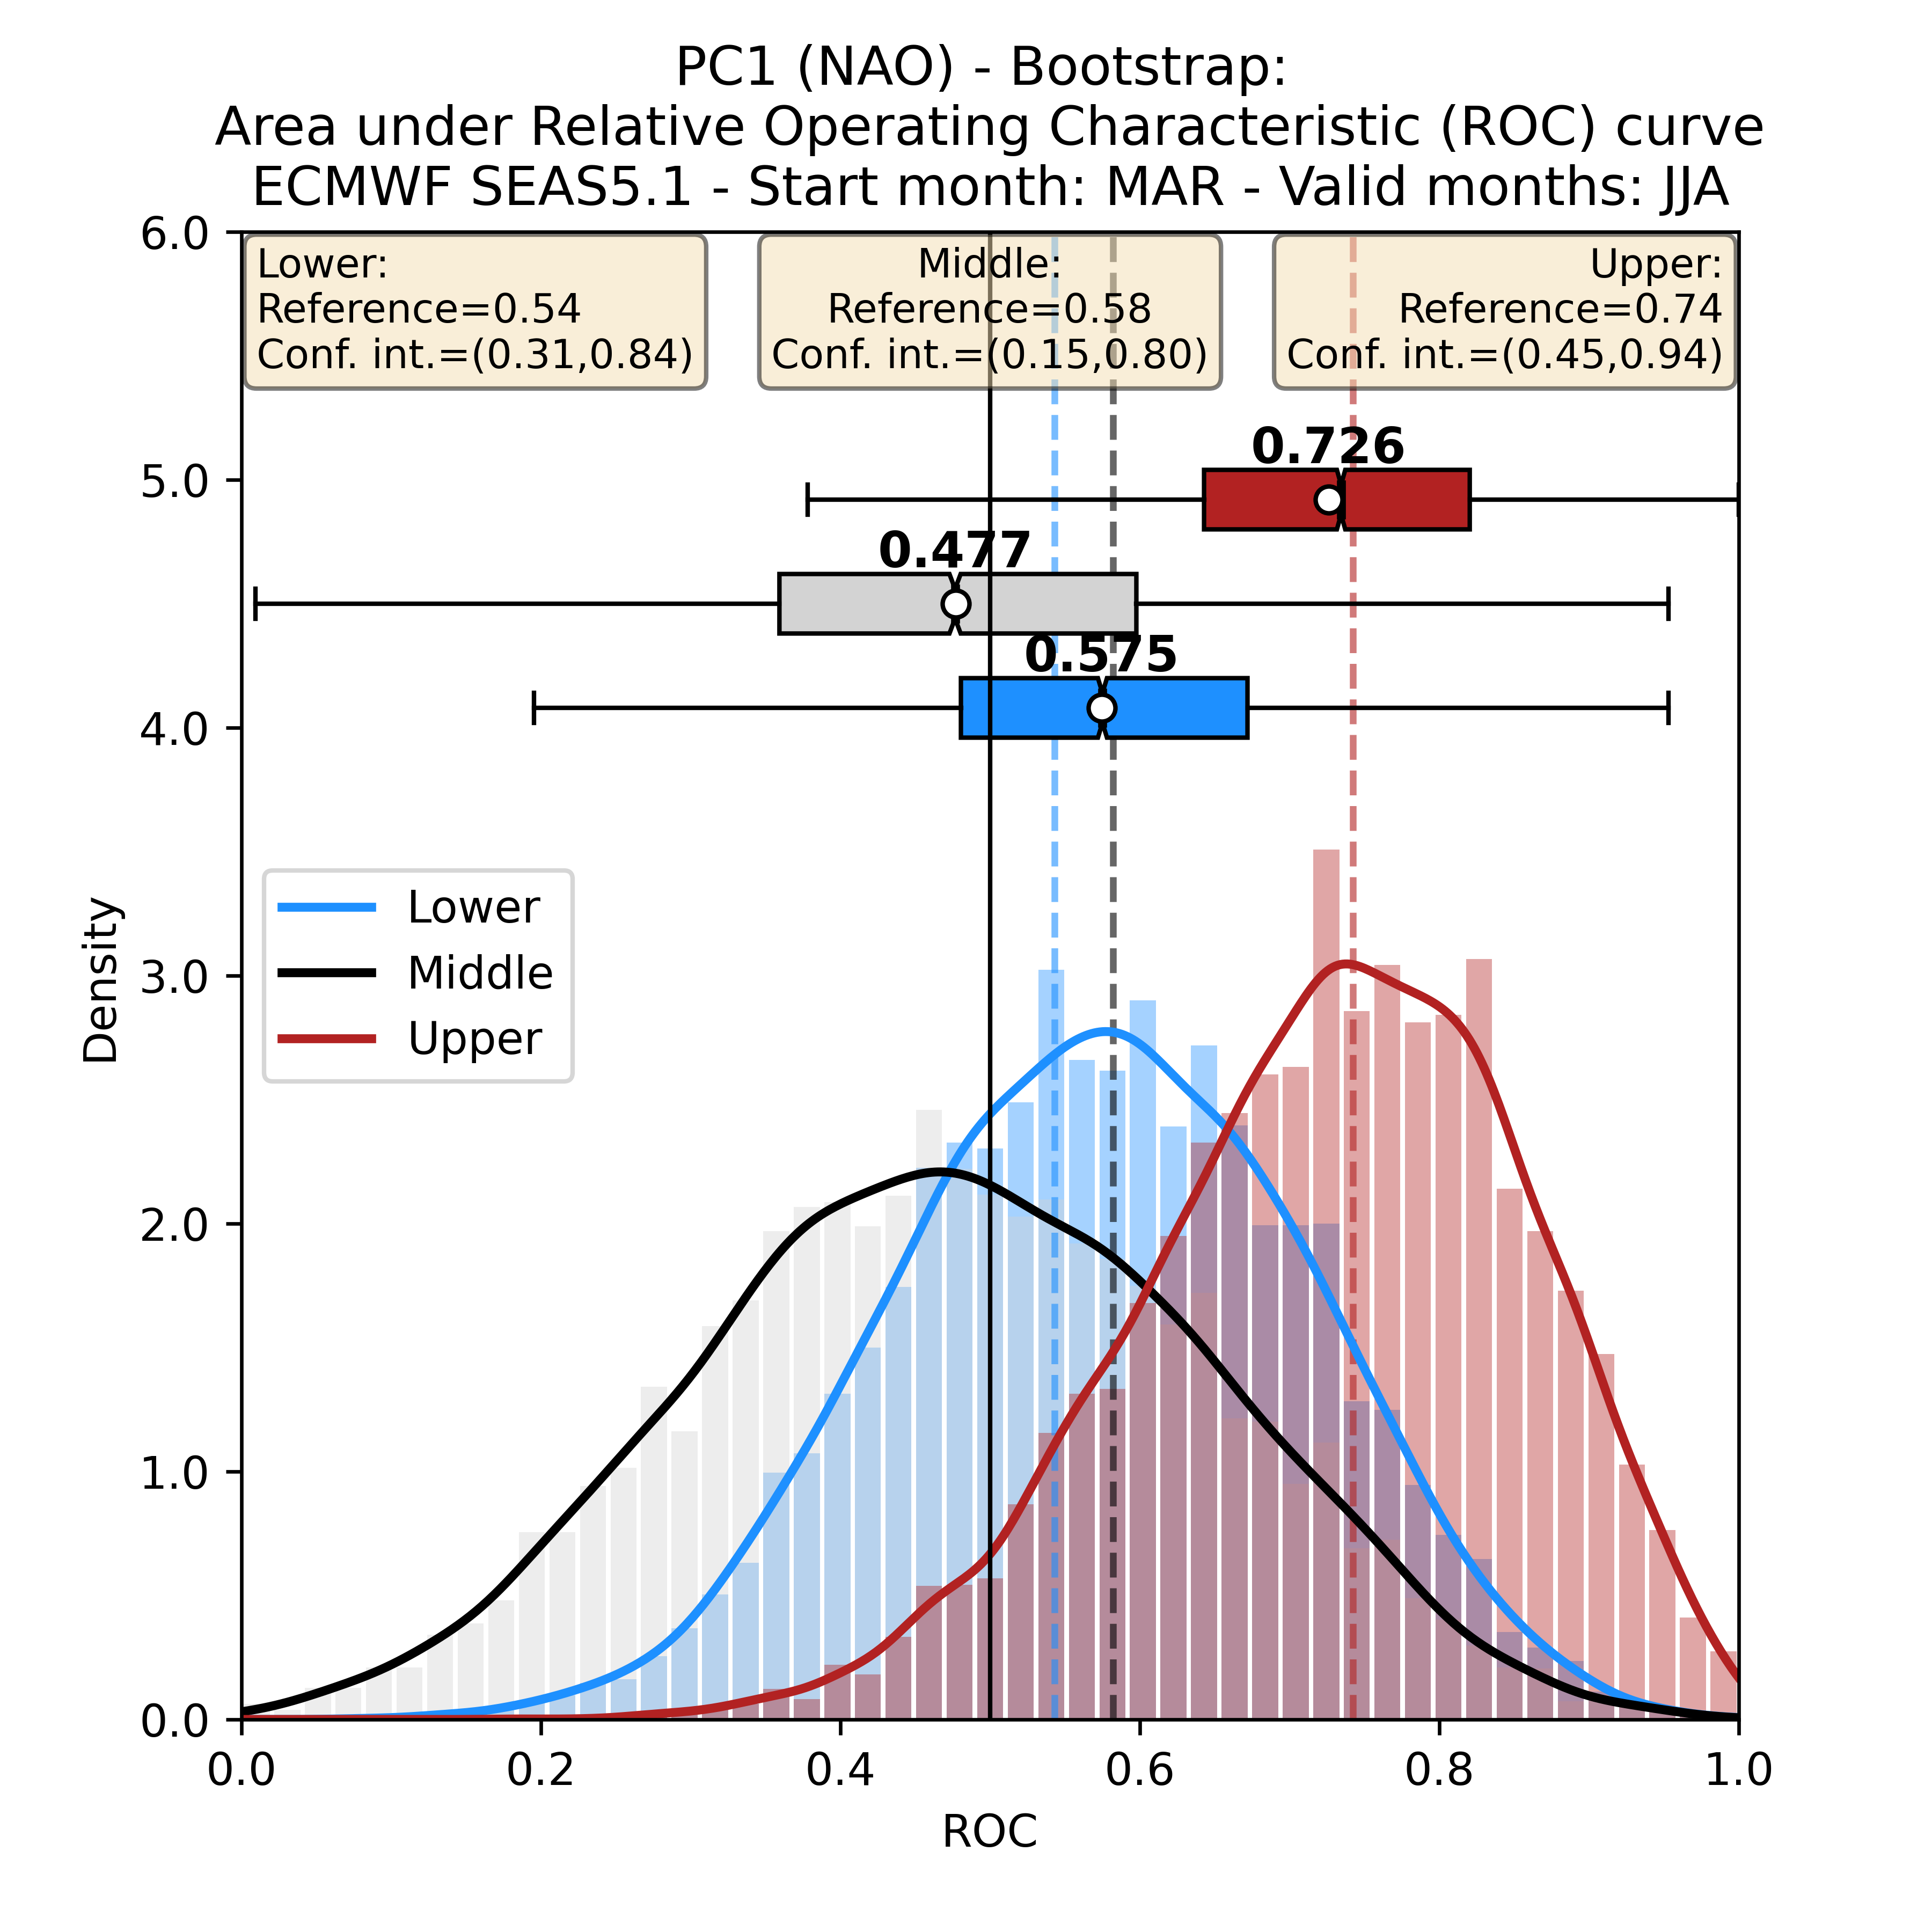 PC1 (NAO) - Bootstrap:
Area under Relative Operating Characteristic (ROC) curve
ECMWF SEAS5.1 - Start month: MAR - Valid months: JJA
6.0
Lower:
Reference=0.54
Conf. int.=(0.31,0.84)
Middle:
Reference=0.58
Conf. int.=(0.15,0.80)
Upper:
Reference=0.74
Conf. int.=(0.45,0.94)
0.726
5.0
0.477
0.575
4.0
Lower
Middle
Upper
Density
3.0
2.0
1.0
0.0
0.0 0.2 0.4 0.6 0.8 1.0
ROC